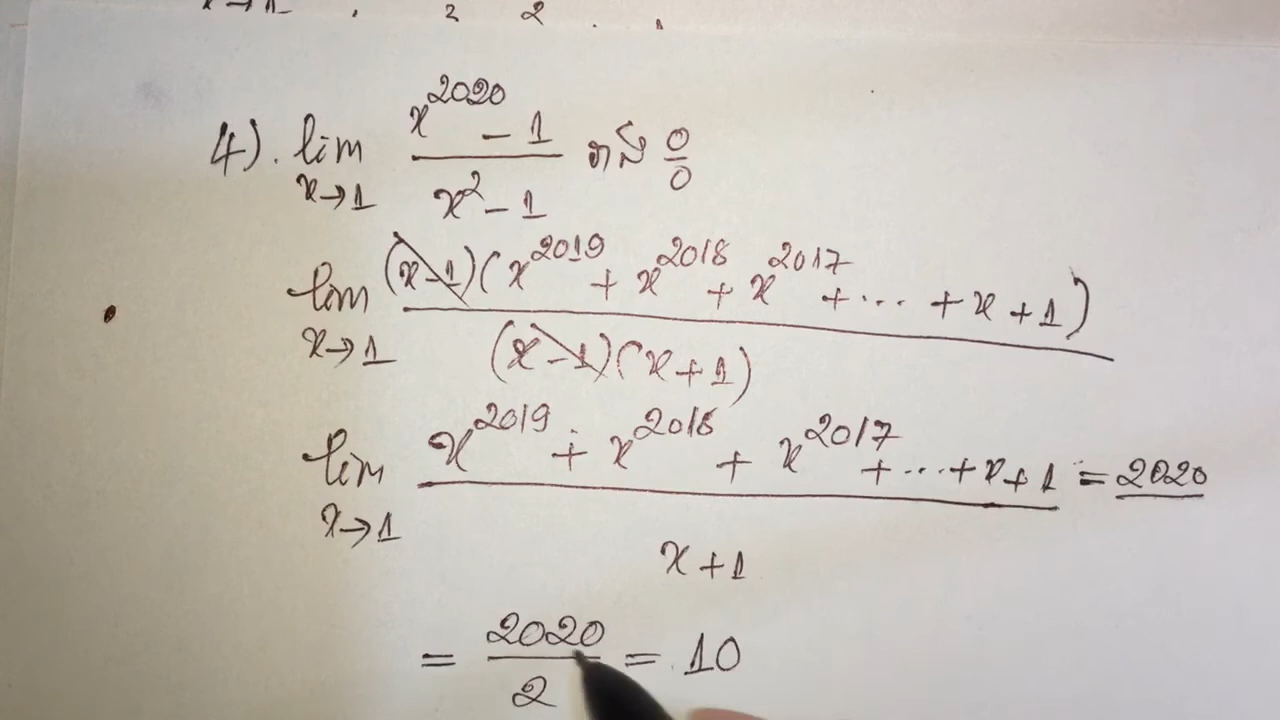 4). lim x→1 (x^2020 - 1)/(x^2 - 1) រាង 0/0
lim x→1 ((x-1)(x^2019 + x^2018 + x^2017 + ... + x + 1))/((x-1)(x+1))
lim x→1 (x^2019 + x^2018 + x^2017 + ... + x + 1)/(x+1) = 2020
= 2020/2 = 10